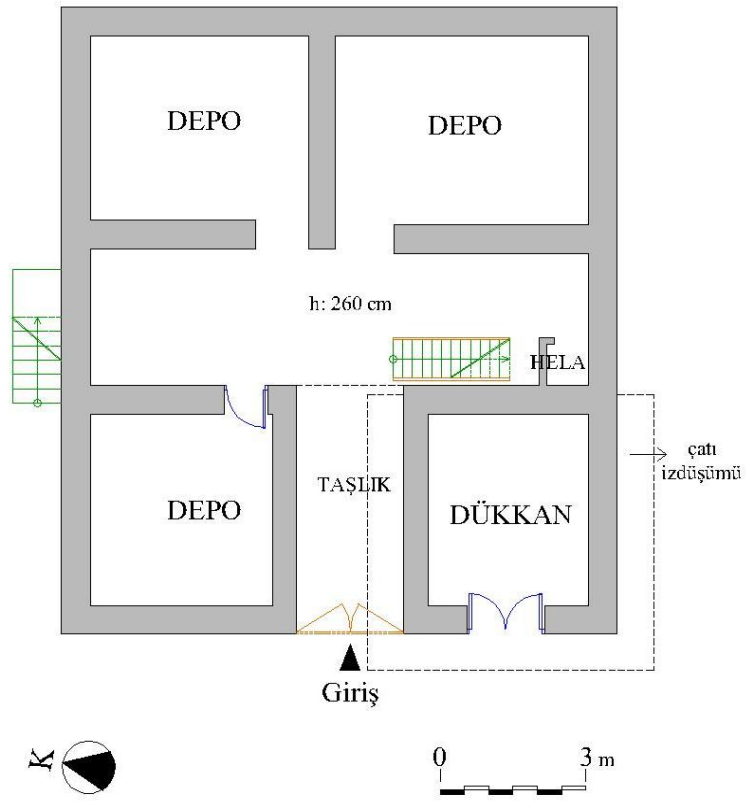 DEPO
DEPO
h: 260 cm
HELA
TAŞLIK
DEPO
DÜKKAN
çatı
izdüşümü
Giriş
K
0 3 m